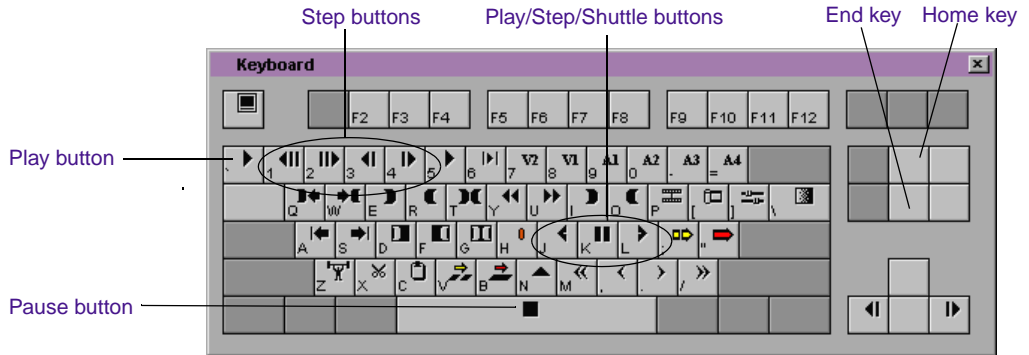 Step buttons Play/Step/Shuttle buttons End key Home key
Keyboard
F2 F3 F4 F5 F6 F7 F8 F9 F10 F11 F12
Play button
V2 V1 A1 A2 A3 A4
` 1 2 3 4 5 6 7 8 9 0 - =
Q W E R T Y U I O P [ ] \
A S D F G H J K L ; "
Z X C V B N M , . /
Pause button